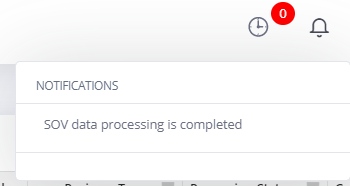 0
NOTIFICATIONS
SOV data processing is completed